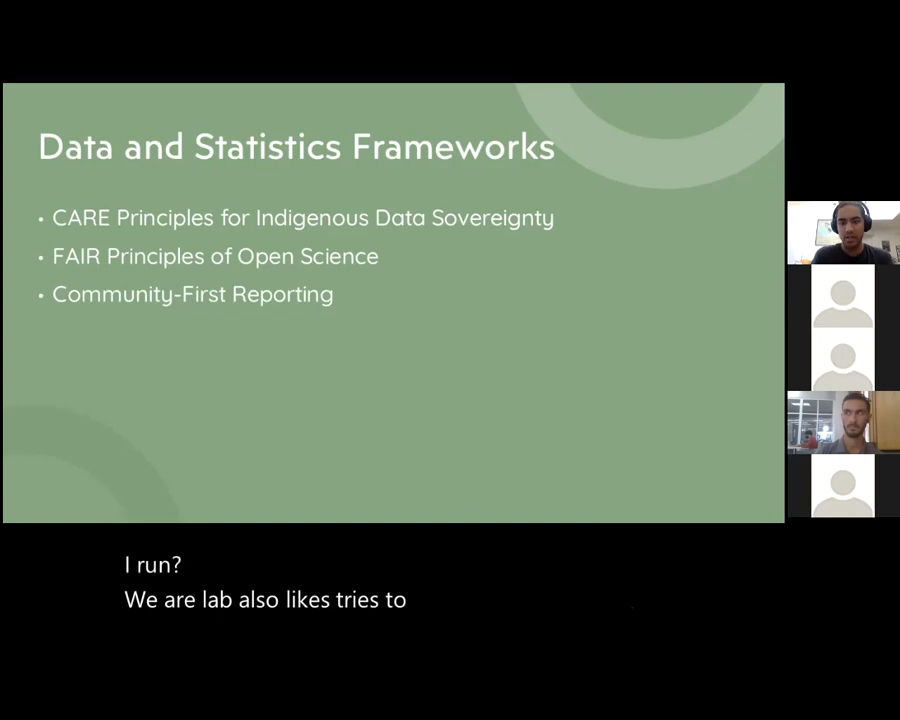 Data and Statistics Frameworks
• CARE Principles for Indigenous Data Sovereignty
• FAIR Principles of Open Science
• Community-First Reporting
I run?
We are lab also likes tries to